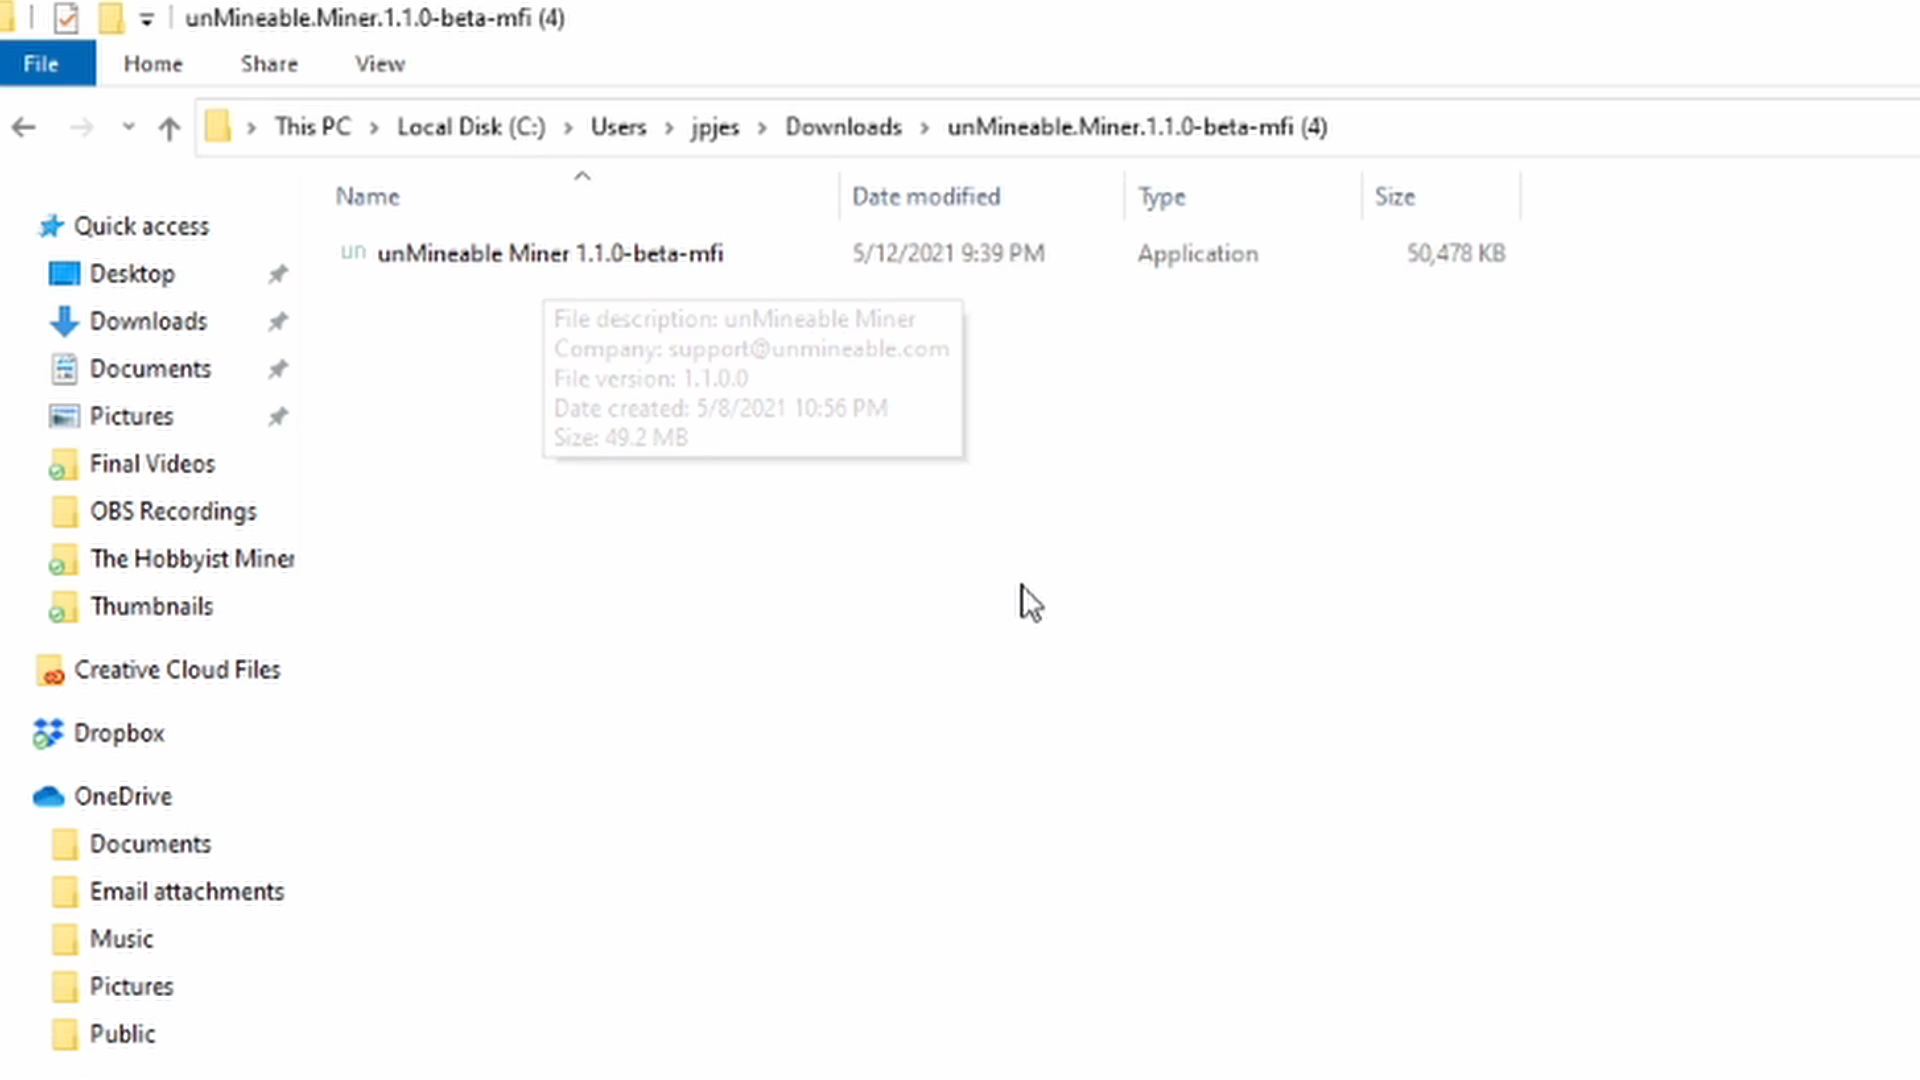 unMineable.Miner.1.1.0-beta-mfi (4)
File Home Share View
This PC Local Disk (C:) Users jpjes Downloads unMineable.Miner.1.1.0-beta-mfi (4)
Name Date modified Type Size
un unMineable Miner 1.1.0-beta-mfi 5/12/2021 9:39 PM Application 50,478 KB
File description: unMineable Miner
Company: support@unmineable.com
File version: 1.1.0.0
Date created: 5/8/2021 10:56 PM
Size: 49.2 MB
Quick access
Desktop
Downloads
Documents
Pictures
Final Videos
OBS Recordings
The Hobbyist Miner
Thumbnails
Creative Cloud Files
Dropbox
OneDrive
Documents
Email attachments
Music
Pictures
Public